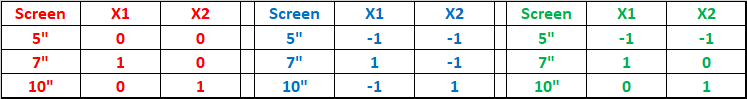 Screen X1 X2 Screen X1 X2 Screen X1 X2
5" 0 0 5" -1 -1 5" -1 -1
7" 1 0 7" 1 -1 7" 1 0
10" 0 1 10" -1 1 10" 0 1